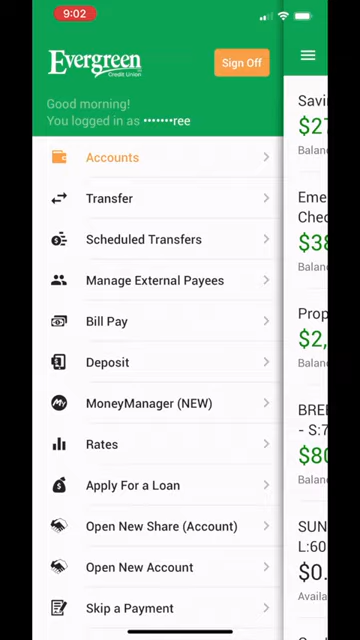 9:02
Evergreen
Credit Union
Sign Off
Good morning!
You logged in as •••••••ree
Accounts
Transfer
Scheduled Transfers
Manage External Payees
Bill Pay
Deposit
MoneyManager (NEW)
Rates
Apply For a Loan
Open New Share (Account)
Open New Account
Skip a Payment
Savi
$27
Balan
Eme
Chec
$38
Balan
Prop
$2,
Balan
BREE
- S:7
$80
Balan
SUN
L:60
$0.
Availa